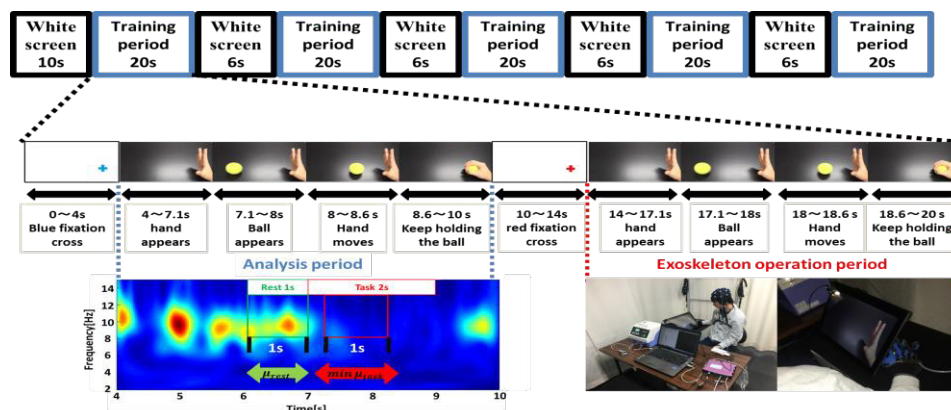 White screen 10s
Training period 20s
White screen 6s
Training period 20s
White screen 6s
Training period 20s
White screen 6s
Training period 20s
White screen 6s
Training period 20s
0～4s
Blue fixation cross
4～7.1s
hand appears
7.1～8s
Ball appears
8～8.6 s
Hand moves
8.6～10 s
Keep holding the ball
10～14s
red fixation cross
14～17.1s
hand appears
17.1～18s
Ball appears
18～18.6 s
Hand moves
18.6～20 s
Keep holding the ball
Analysis period
Exoskeleton operation period
Rest 1s
Task 2s
1s
1s
μrest
min μtask
Frequency[Hz]
14
12
10
8
6
4
2
4
5
6
7
8
9
10
Time[s]